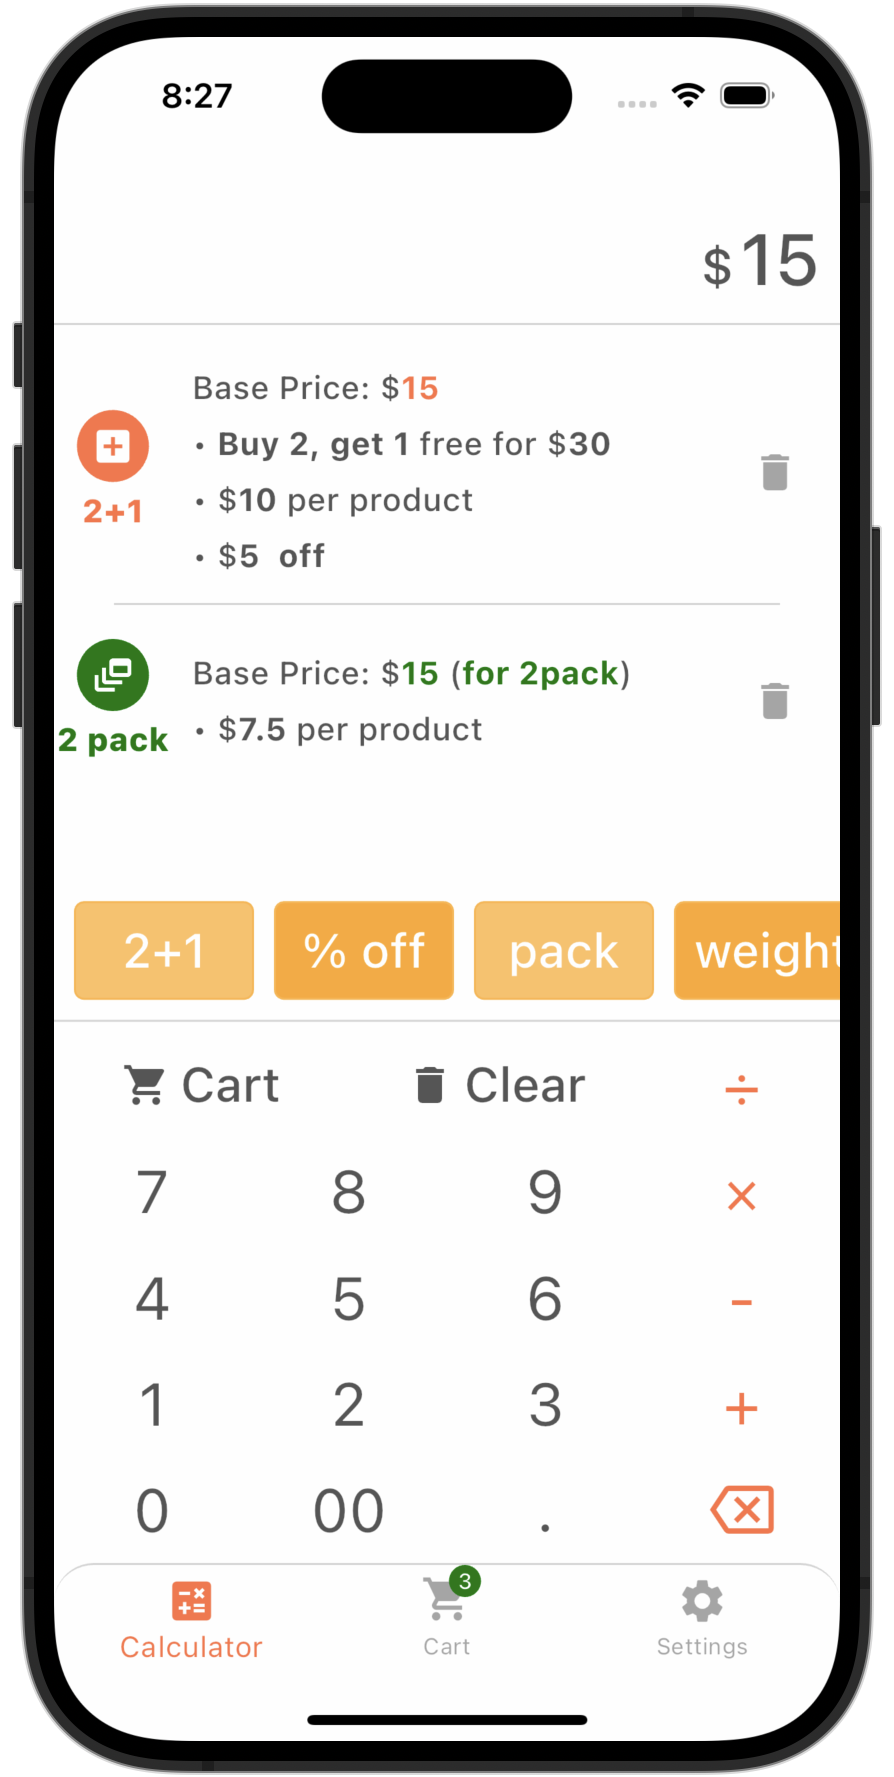 8:27
$15
Base Price: $15
• Buy 2, get 1 free for $30
2+1
• $10 per product
• $5 off
Base Price: $15 (for 2pack)
2 pack
• $7.5 per product
2+1 % off pack weight
Cart Clear ÷
7 8 9 ×
4 5 6 -
1 2 3 +
0 00 .
3
Calculator Cart Settings